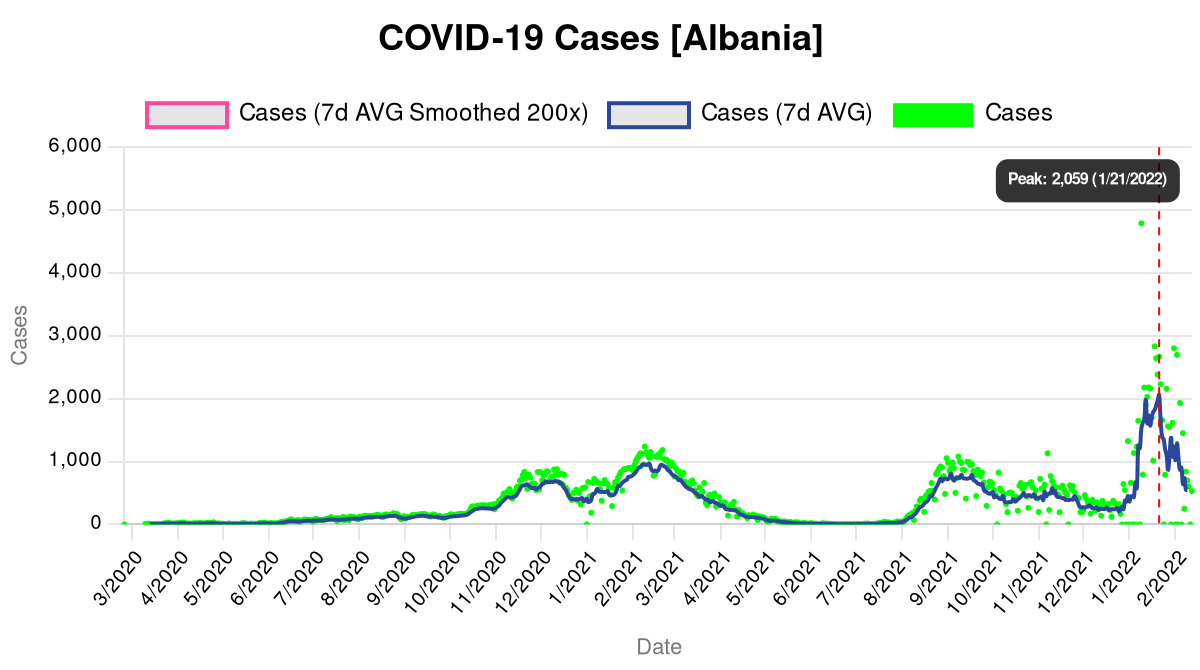 COVID-19 Cases [Albania]
Cases (7d AVG Smoothed 200x) Cases (7d AVG) Cases
6,000
Peak: 2,059 (1/21/2022)
5,000
4,000
3,000
2,000
1,000
0
Cases
3/2020 4/2020 5/2020 6/2020 7/2020 8/2020 9/2020 10/2020 11/2020 12/2020 1/2021 2/2021 3/2021 4/2021 5/2021 6/2021 7/2021 8/2021 9/2021 10/2021 11/2021 12/2021 1/2022 2/2022
Date